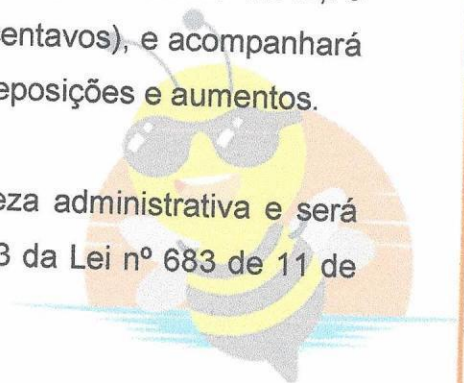 entavos), e acompanhará
eposições e aumentos.
eza administrativa e será
3 da Lei nº 683 de 11 de